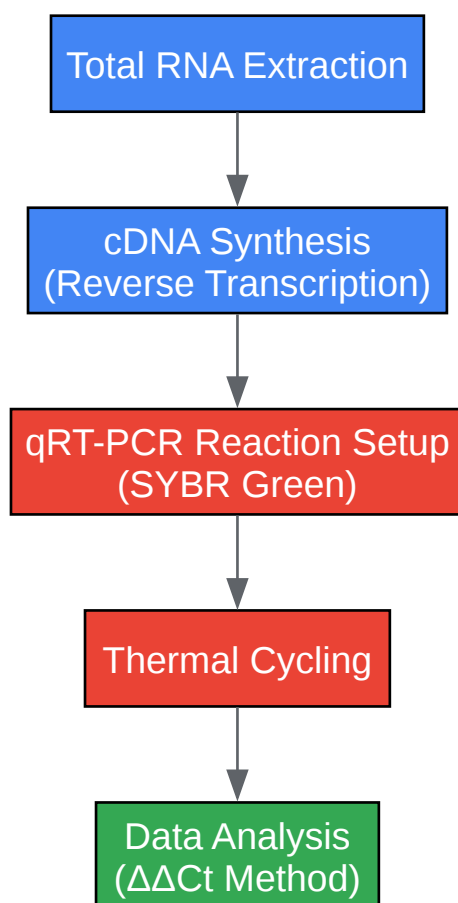 Total RNA Extraction
cDNA Synthesis
(Reverse Transcription)
qRT-PCR Reaction Setup
(SYBR Green)
Thermal Cycling
Data Analysis
(ΔΔCt Method)